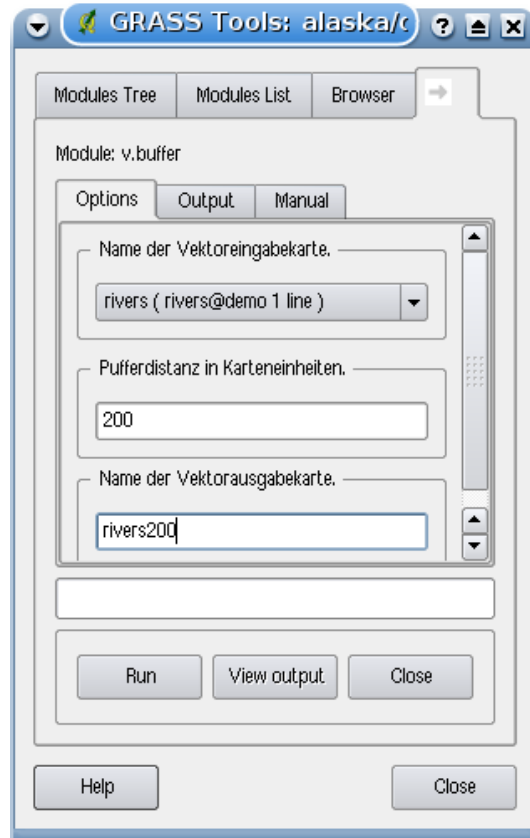 GRASS Tools: alaska/
Modules Tree Modules List Browser
Module: v.buffer
Options Output Manual
Name der Vektoreingabekarte.
rivers ( rivers@demo 1 line )
Pufferdistanz in Karteneinheiten.
200
Name der Vektorausgabekarte.
rivers200
Run View output Close
Help Close